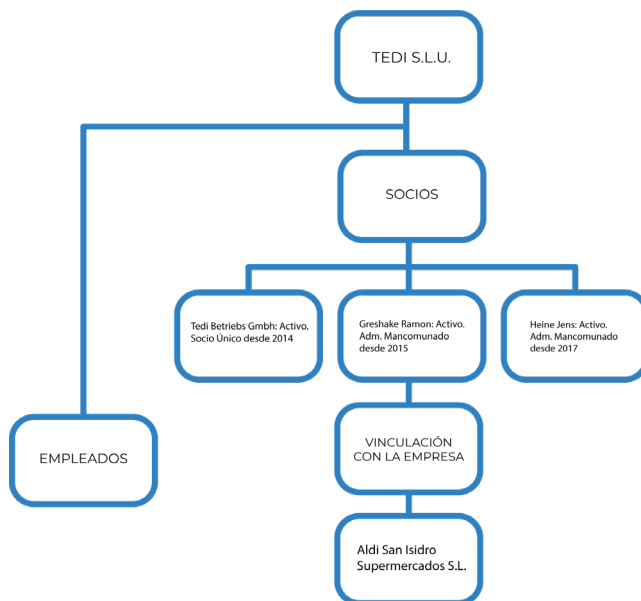 TEDI S.L.U.
SOCIOS
Tedi Betriebs Gmbh: Activo.
Socio Único desde 2014
Greshake Ramon: Activo.
Adm. Mancomunado
desde 2015
Heine Jens: Activo.
Adm. Mancomunado
desde 2017
EMPLEADOS
VINCULACIÓN
CON LA EMPRESA
Aldi San Isidro
Supermercados S.L.